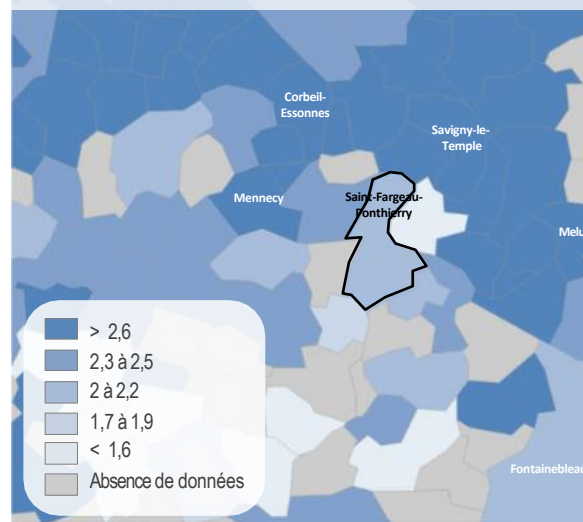 Corbeil-
Essonnes
Savigny-le-
Temple
Mennecy
Saint-Fargeau-
Ponthierry
Melu
> 2,6
2,3 à 2,5
2 à 2,2
1,7 à 1,9
< 1,6
Absence de données
Fontainebleau